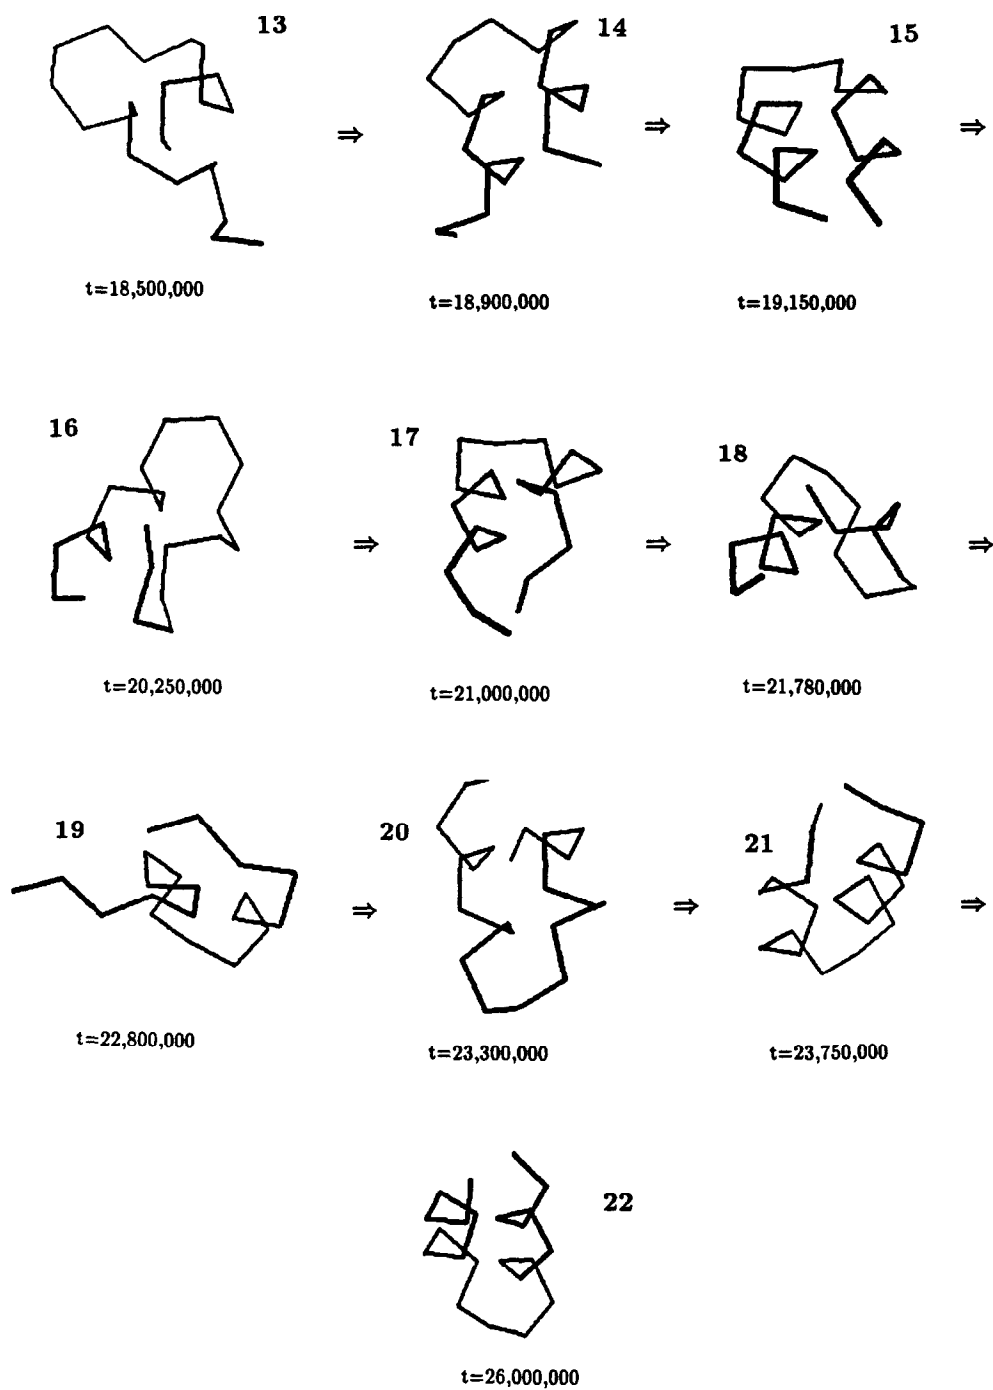 13
14
15
⇒
⇒
⇒
t=18,500,000
t=18,900,000
t=19,150,000
16
17
18
⇒
⇒
⇒
t=20,250,000
t=21,000,000
t=21,780,000
19
20
21
⇒
⇒
⇒
t=22,800,000
t=23,300,000
t=23,750,000
22
t=26,000,000